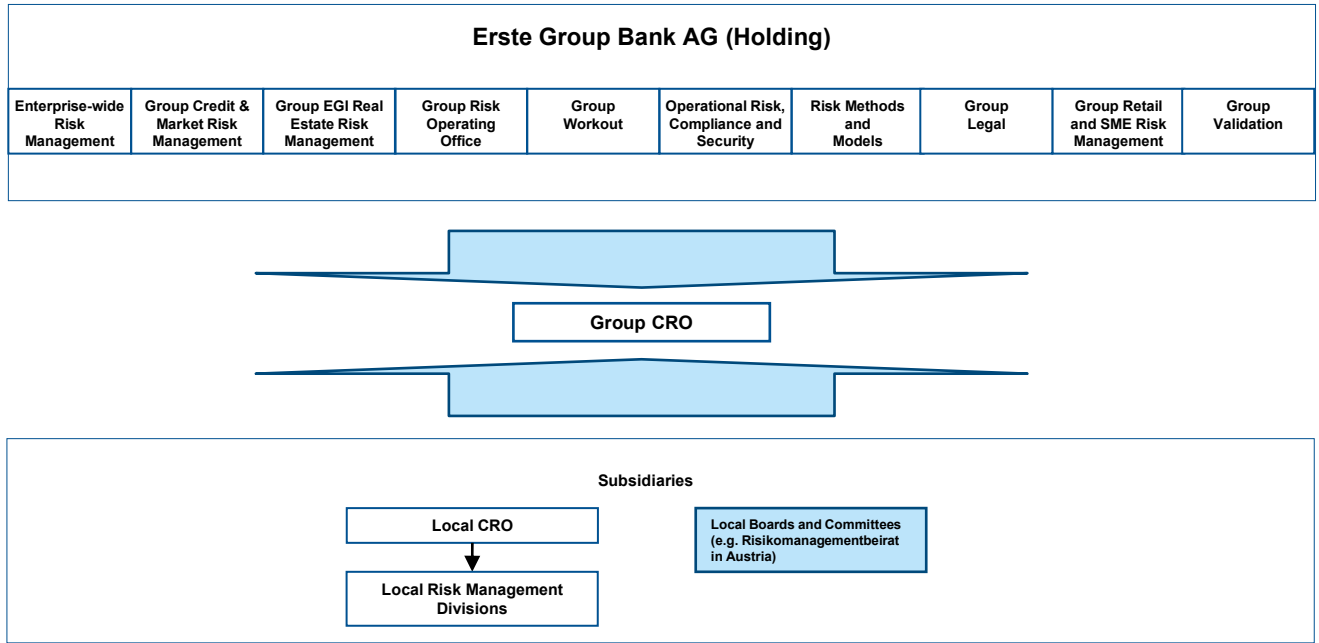 Erste Group Bank AG (Holding)
Enterprise-wide
Risk
Management
Group Credit &
Market Risk
Management
Group EGI Real
Estate Risk
Management
Group Risk
Operating
Office
Group
Workout
Operational Risk,
Compliance and
Security
Risk Methods
and
Models
Group
Legal
Group Retail
and SME Risk
Management
Group
Validation
Group CRO
Subsidiaries
Local CRO
Local Risk Management
Divisions
Local Boards and Committees
(e.g. Risikomanagementbeirat
in Austria)